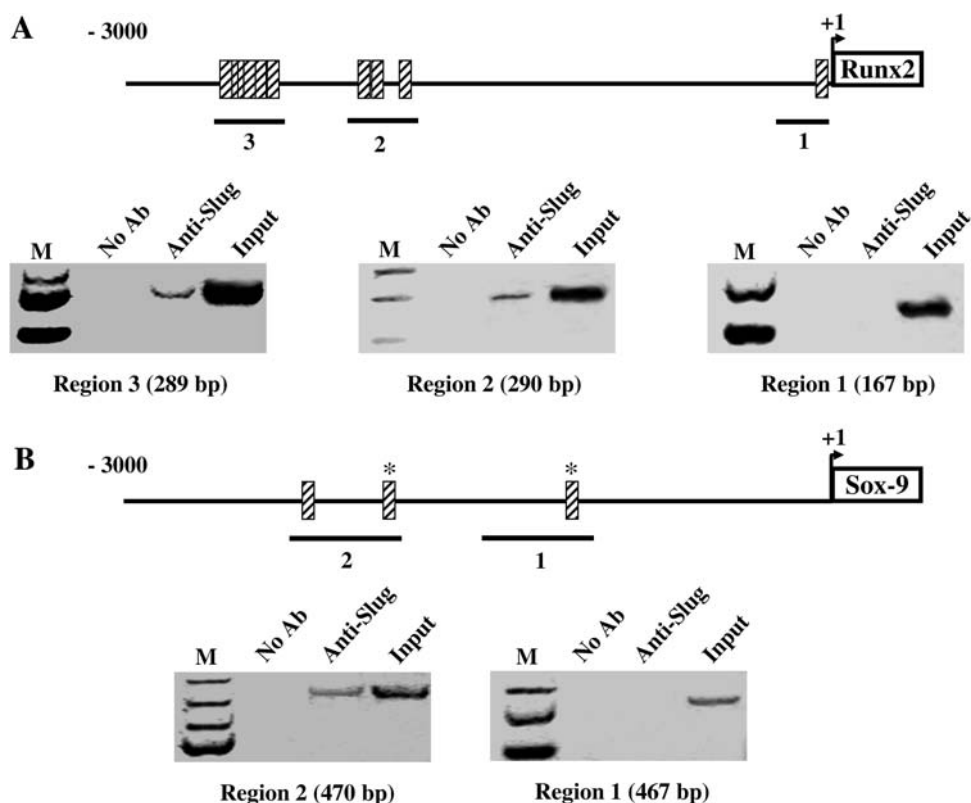 A
- 3000
+1
Runx2
3
2
1
M
No Ab
Anti-Slug
Input
M
No Ab
Anti-Slug
Input
M
No Ab
Anti-Slug
Input
Region 3 (289 bp)
Region 2 (290 bp)
Region 1 (167 bp)
B
- 3000
*
*
+1
Sox-9
2
1
M
No Ab
Anti-Slug
Input
M
No Ab
Anti-Slug
Input
Region 2 (470 bp)
Region 1 (467 bp)